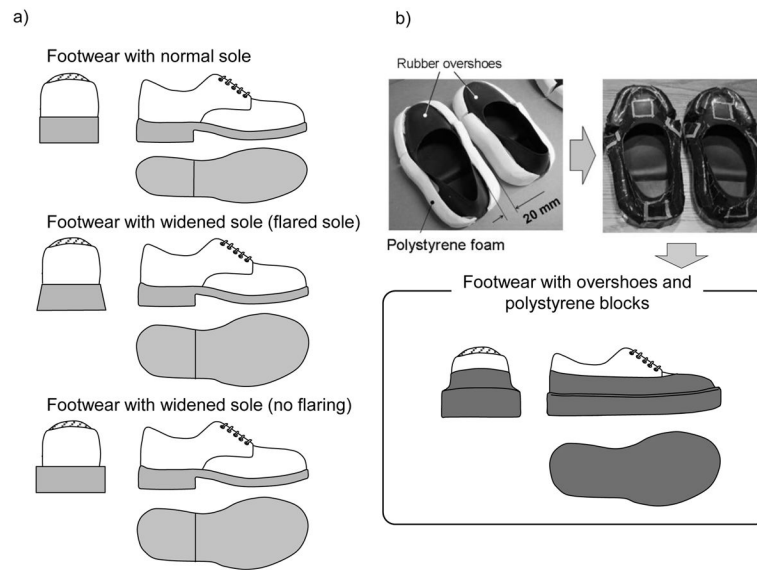 a)
Footwear with normal sole
Footwear with widened sole (flared sole)
Footwear with widened sole (no flaring)
b)
Rubber overshoes
20 mm
Polystyrene foam
Footwear with overshoes and
polystyrene blocks